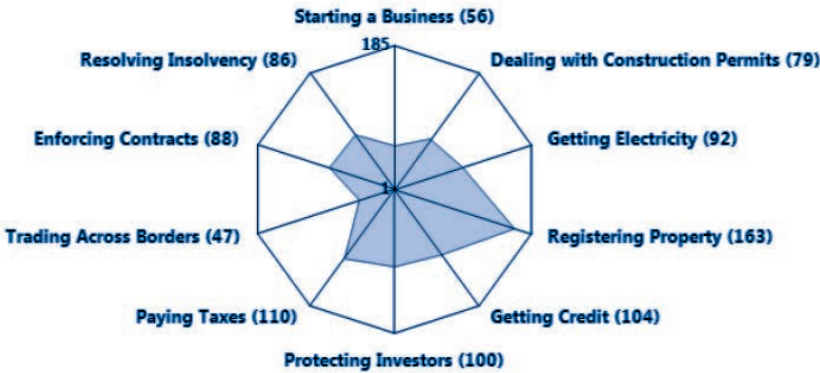 Starting a Business (56)
185
Resolving Insolvency (86)
Dealing with Construction Permits (79)
Enforcing Contracts (88)
Getting Electricity (92)
1
Trading Across Borders (47)
Registering Property (163)
Paying Taxes (110)
Getting Credit (104)
Protecting Investors (100)